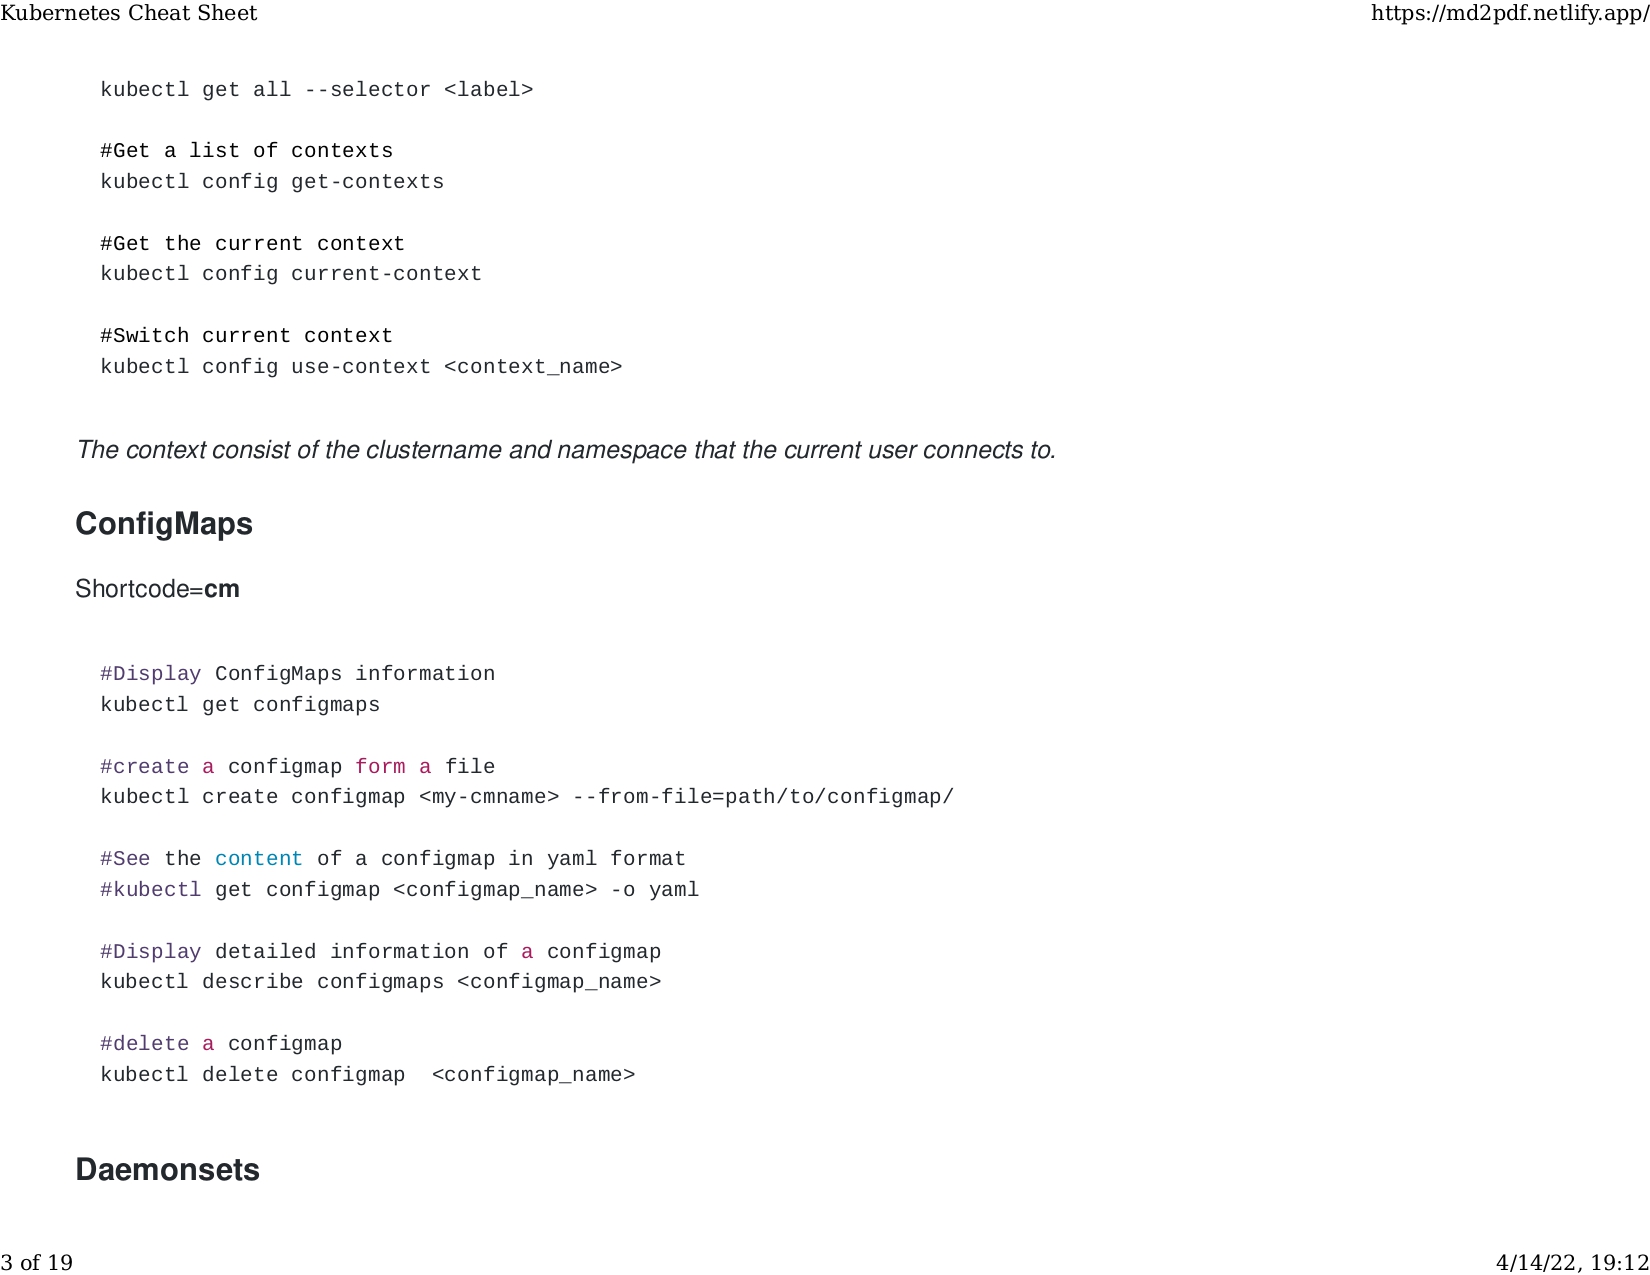 Kubernetes Cheat Sheet
https://md2pdf.netlify.app/
kubectl get all --selector <label>
#Get a list of contexts
kubectl config get-contexts
#Get the current context
kubectl config current-context
#Switch current context
kubectl config use-context <context_name>
The context consist of the clustername and namespace that the current user connects to.
ConfigMaps
Shortcode=cm
#Display ConfigMaps information
kubectl get configmaps
#create a configmap form a file
kubectl create configmap <my-cmname> --from-file=path/to/configmap/
#See the content of a configmap in yaml format
#kubectl get configmap <configmap_name> -o yaml
#Display detailed information of a configmap
kubectl describe configmaps <configmap_name>
#delete a configmap
kubectl delete configmap  <configmap_name>
Daemonsets
3 of 19
4/14/22, 19:12